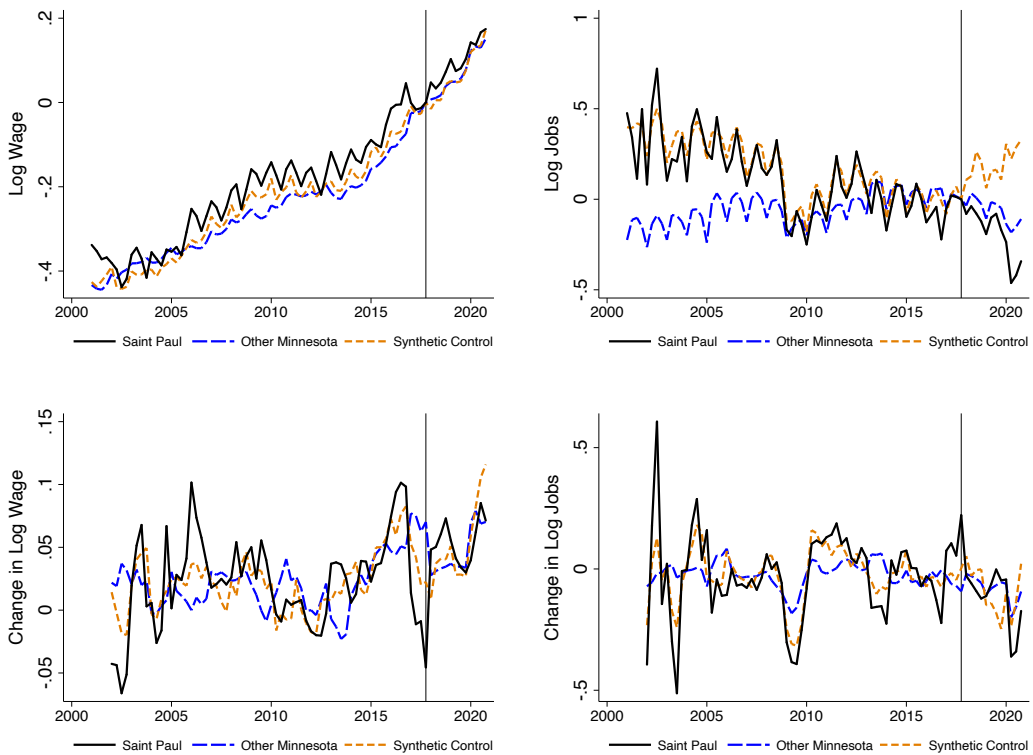 Log Wage
.2
0
-.2
-.4
2000 2005 2010 2015 2020
Saint Paul Other Minnesota Synthetic Control
Log Jobs
1
.5
0
-.5
2000 2005 2010 2015 2020
Saint Paul Other Minnesota Synthetic Control
Change in Log Wage
.15
.1
.05
0
-.05
2000 2005 2010 2015 2020
Saint Paul Other Minnesota Synthetic Control
Change in Log Jobs
.5
0
-.5
2000 2005 2010 2015 2020
Saint Paul Other Minnesota Synthetic Control